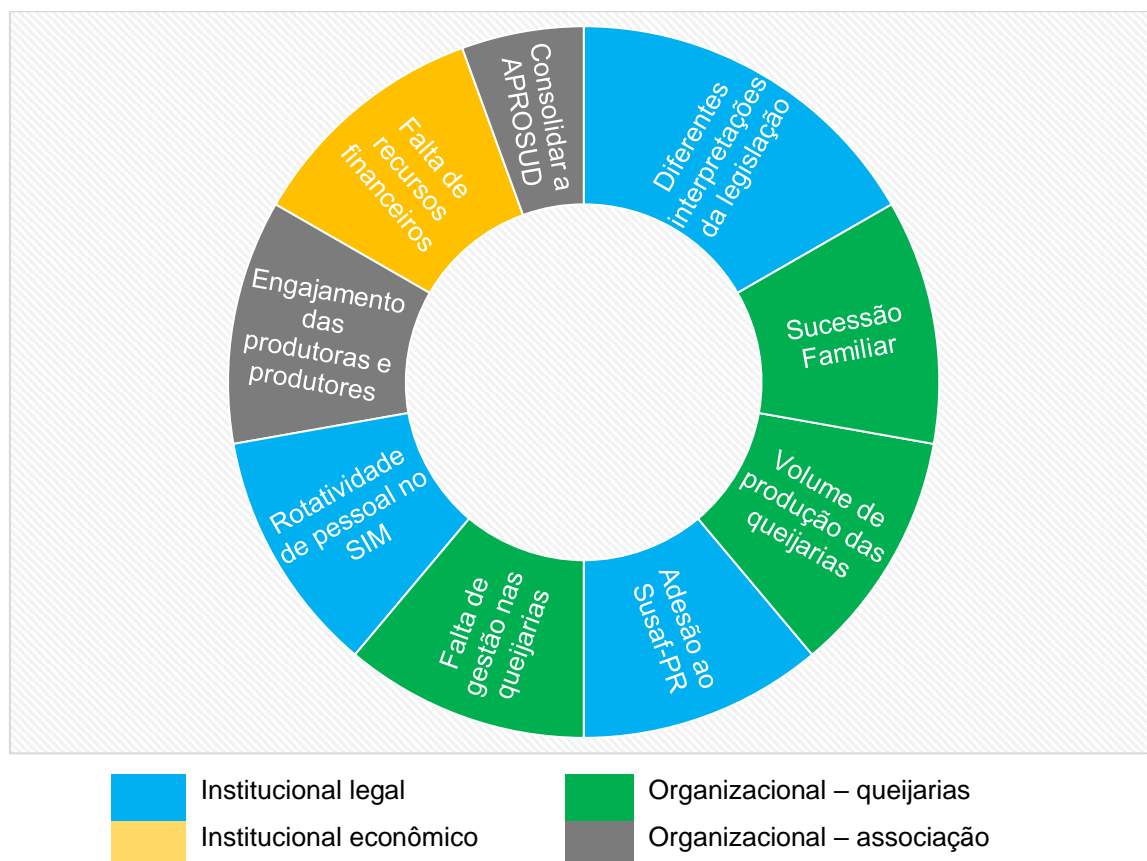 Diferentes
interpretações
da legislação
Sucessão
Familiar
Volume de
produção das
queijarias
Adesão ao
Susaf-PR
Falta de
gestão nas
queijarias
Rotatividade
de pessoal no
SIM
Engajamento
das
produtoras e
produtores
Falta de
recursos
financeiros
Consolidar a
APROSUD
Institucional legal
Organizacional – queijarias
Institucional econômico
Organizacional – associação